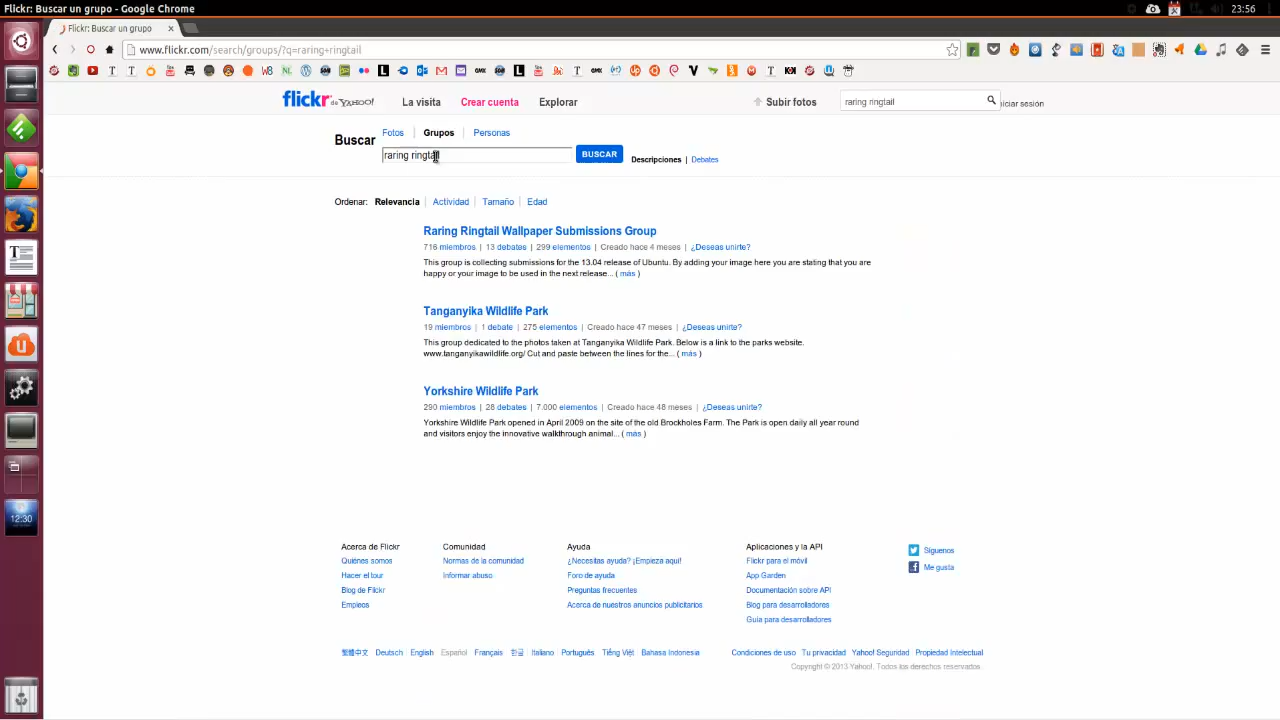 Flickr: Buscar un grupo - Google Chrome
23:56
Flickr: Buscar un grupo
www.flickr.com/search/groups/?q=raring+ringtail
flickr de YAHOO!
La visita
Crear cuenta
Explorar
Subir fotos
raring ringtail
iciar sesión
Buscar
Fotos
Grupos
Personas
raring ringtail
BUSCAR
Descripciones | Debates
Ordenar: Relevancia | Actividad | Tamaño | Edad
Raring Ringtail Wallpaper Submissions Group
716 miembros | 13 debates | 299 elementos | Creado hace 4 meses | ¿Deseas unirte?
This group is collecting submissions for the 13.04 release of Ubuntu. By adding your image here you are stating that you are
happy or your image to be used in the next release... ( más )
Tanganyika Wildlife Park
19 miembros | 1 debate | 275 elementos | Creado hace 47 meses | ¿Deseas unirte?
This group dedicated to the photos taken at Tanganyika Wildlife Park. Below is a link to the parks website.
www.tanganyikawildlife.org/ Cut and paste between the lines for the... ( más )
Yorkshire Wildlife Park
290 miembros | 28 debates | 7.000 elementos | Creado hace 48 meses | ¿Deseas unirte?
Yorkshire Wildlife Park opened in April 2009 on the site of the old Brockholes Farm. The Park is open daily all year round
and visitors enjoy the innovative walkthrough animal... ( más )
12:30
Acerca de Flickr
Quiénes somos
Hacer el tour
Blog de Flickr
Empleos
Comunidad
Normas de la comunidad
Informar abuso
Ayuda
¿Necesitas ayuda? ¡Empieza aquí!
Foro de ayuda
Preguntas frecuentes
Acerca de nuestros anuncios publicitarios
Aplicaciones y la API
Flickr para el móvil
App Garden
Documentación sobre API
Blog para desarrolladores
Guía para desarrolladores
Síguenos
Me gusta
繁體中文 Deutsch | English | Español | Français | 한글 | Italiano | Português | Tiếng Việt | Bahasa Indonesia
Condiciones de uso | Tu privacidad | Yahoo! Seguridad | Propiedad Intelectual
Copyright © 2013 Yahoo!. Todos los derechos reservados